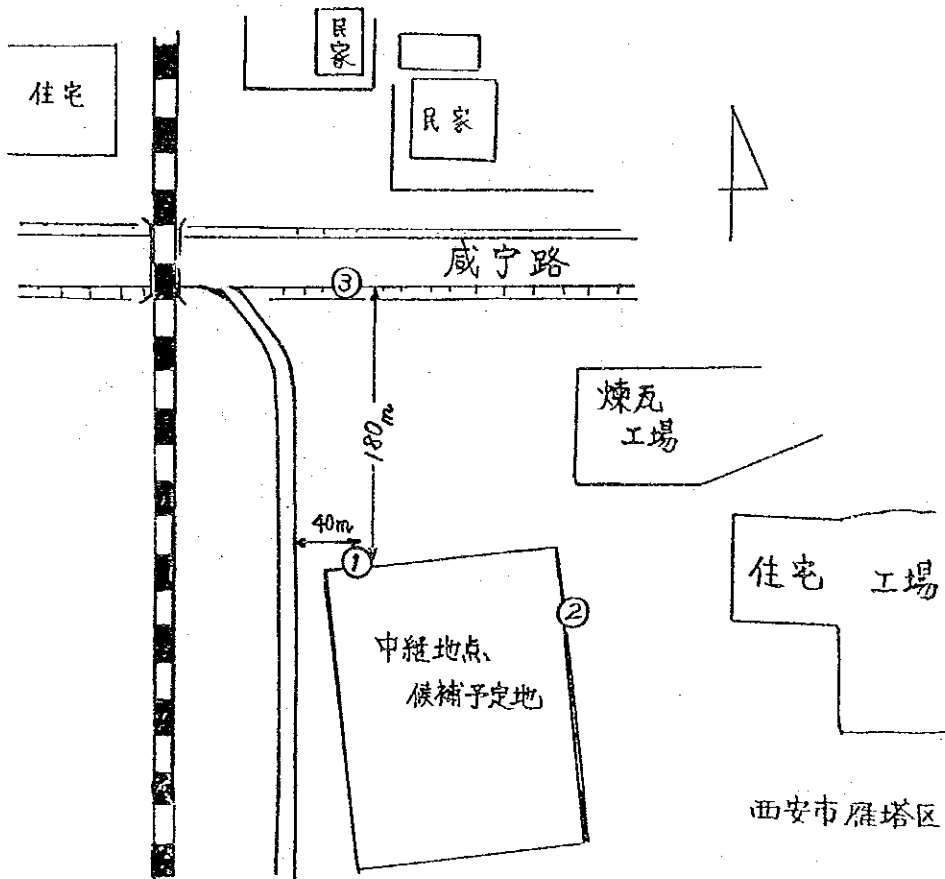 民家
住宅
民家
咸宁路
③
180m
煉瓦
工場
40m
①
住宅 工場
②
中継地点、
候補予定地
西安市雁塔区